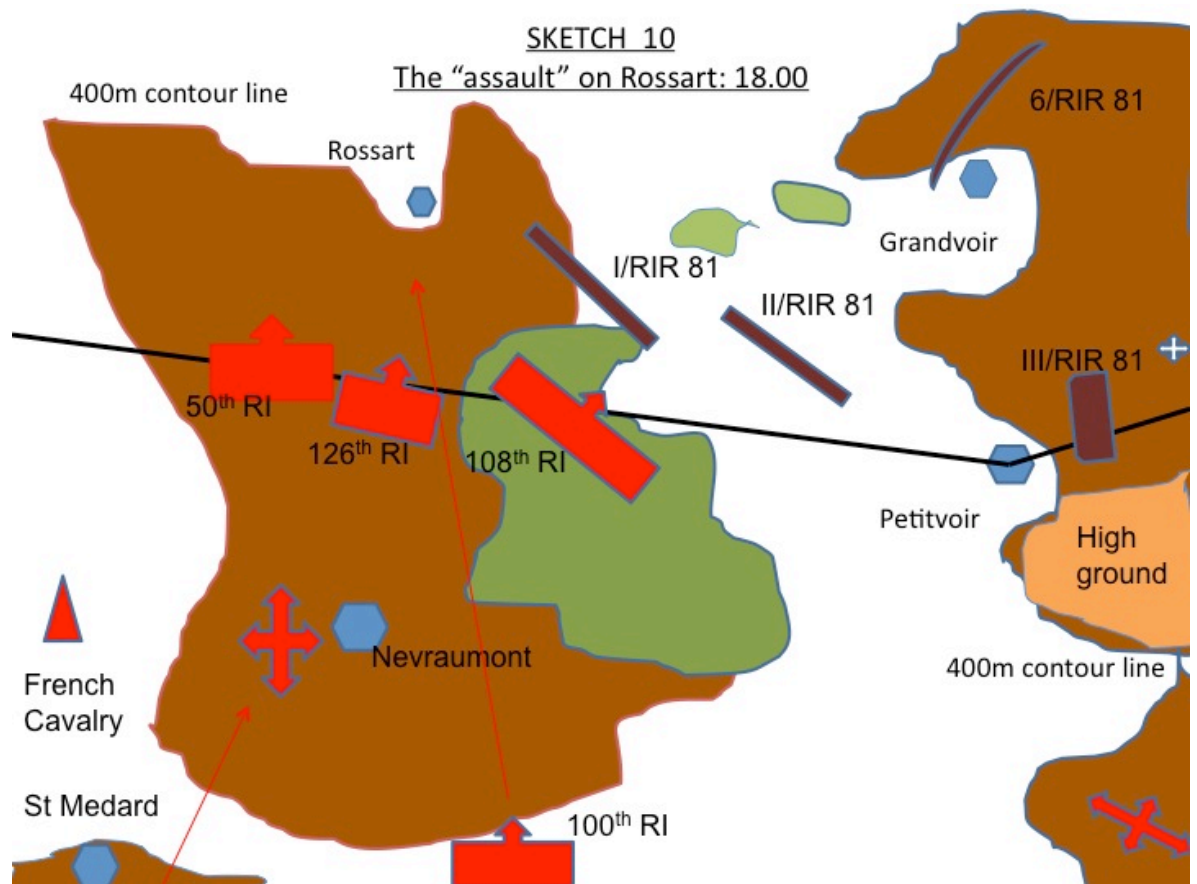 SKETCH 10
The “assault” on Rossart: 18.00
400m contour line
6/RIR 81
Rossart
Grandvoir
I/RIR 81
II/RIR 81
III/RIR 81
50th RI
126th RI
108th RI
Petitvoir
High
ground
Nevraumont
400m contour line
French
Cavalry
St Medard
100th RI